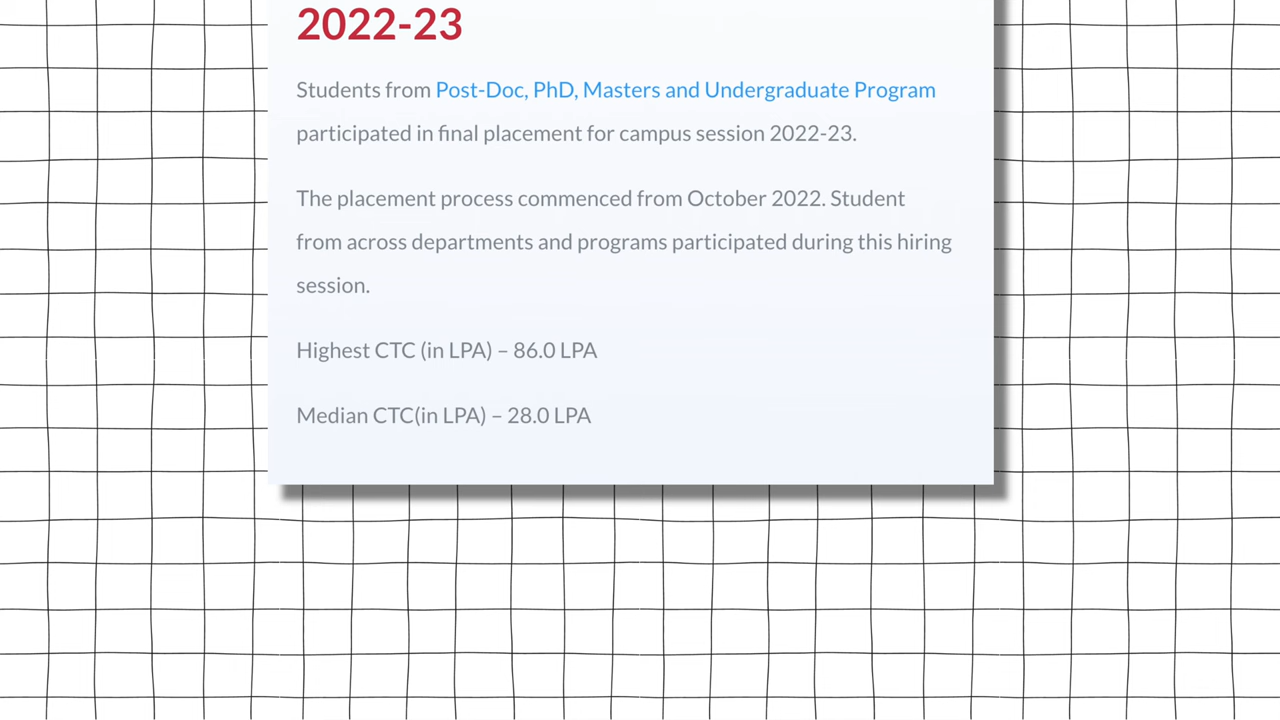 2022-23
Students from Post-Doc, PhD, Masters and Undergraduate Program
participated in final placement for campus session 2022-23.
The placement process commenced from October 2022. Student
from across departments and programs participated during this hiring
session.
Highest CTC (in LPA) – 86.0 LPA
Median CTC(in LPA) – 28.0 LPA